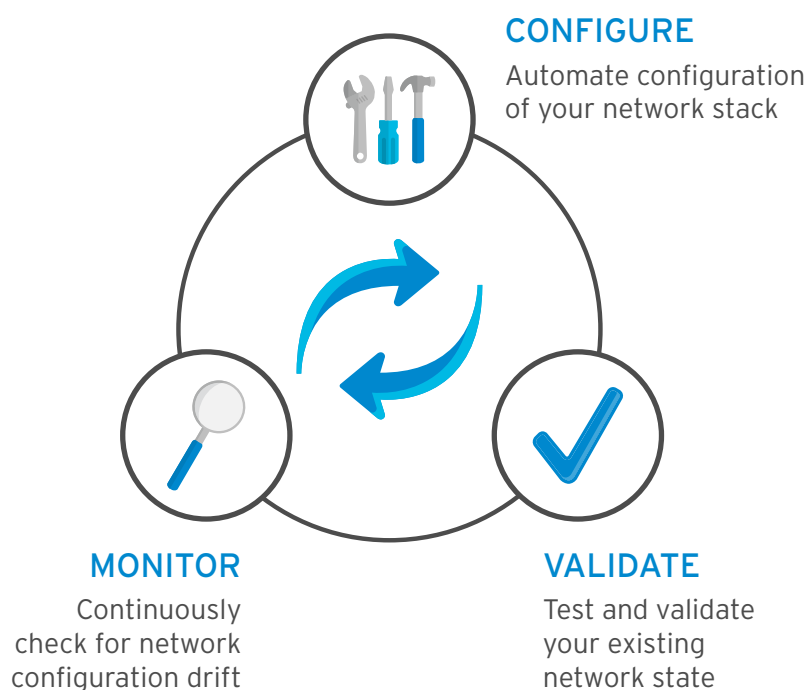 CONFIGURE
Automate configuration
of your network stack
MONITOR
Continuously
check for network
configuration drift
VALIDATE
Test and validate
your existing
network state